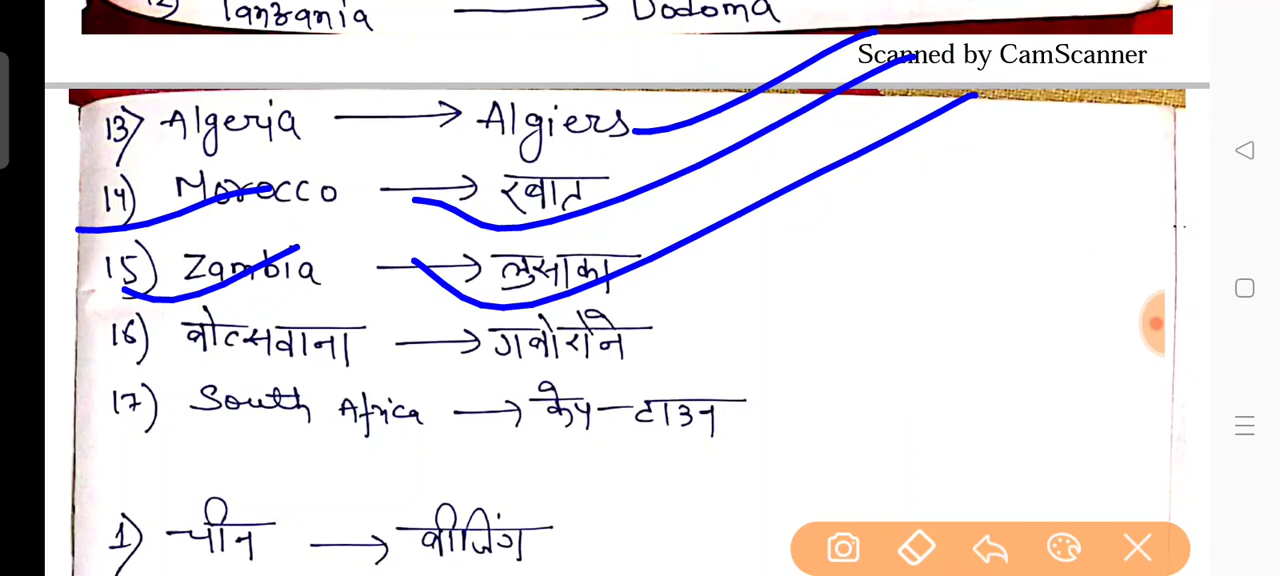 12) Tanzania → Dodoma
Scanned by CamScanner
13) Algeria → Algiers
14) Morocco → रबात
15) Zambia → लुसाका
16) बोत्सवाना → गबोरोने
17) South Africa → केप-टाउन
1) चीन → बीजिंग